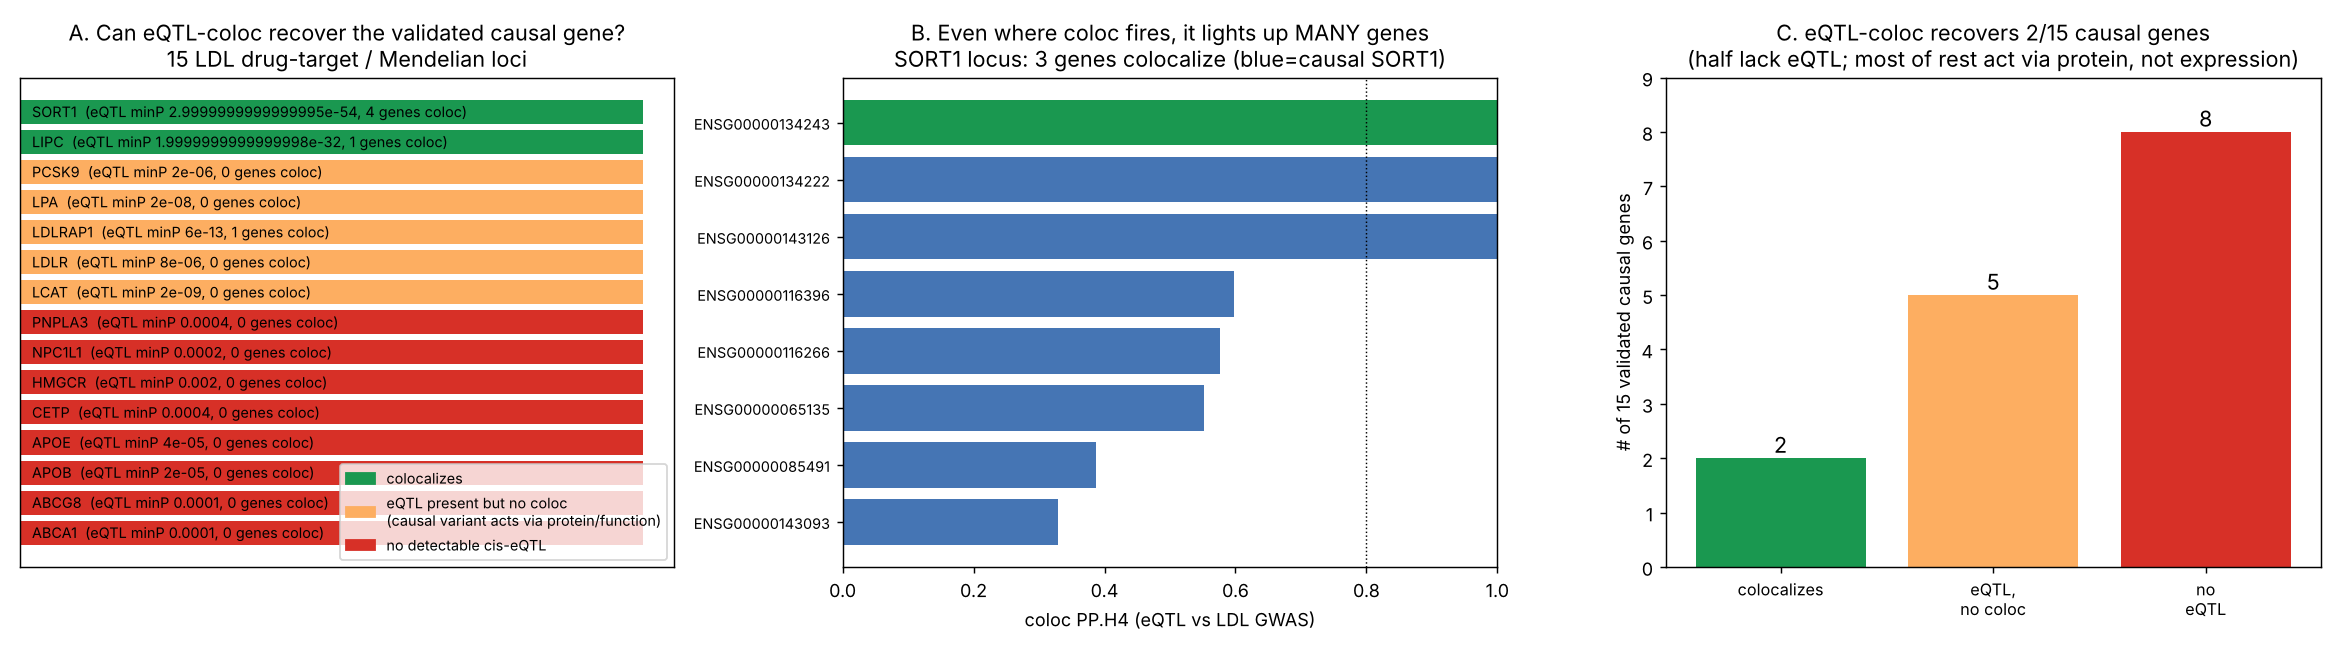 A. Can eQTL-coloc recover the validated causal gene?
15 LDL drug-target / Mendelian loci
SORT1 (eQTL minP 2.9999999999999995e-54, 4 genes coloc)
LIPC (eQTL minP 1.9999999999999998e-32, 1 genes coloc)
PCSK9 (eQTL minP 2e-06, 0 genes coloc)
LPA (eQTL minP 2e-08, 0 genes coloc)
LDLRAP1 (eQTL minP 6e-13, 1 genes coloc)
LDLR (eQTL minP 8e-06, 0 genes coloc)
LCAT (eQTL minP 2e-09, 0 genes coloc)
PNPLA3 (eQTL minP 0.0004, 0 genes coloc)
NPC1L1 (eQTL minP 0.0002, 0 genes coloc)
HMGCR (eQTL minP 0.002, 0 genes coloc)
CETP (eQTL minP 0.0004, 0 genes coloc)
APOE (eQTL minP 4e-05, 0 genes coloc)
APOB (eQTL minP 2e-05, 0 genes coloc)
ABCG8 (eQTL minP 0.0001, 0 genes coloc)
ABCA1 (eQTL minP 0.0001, 0 genes coloc)
colocalizes
eQTL present but no coloc
(causal variant acts via protein/function)
no detectable cis-eQTL
B. Even where coloc fires, it lights up MANY genes
SORT1 locus: 3 genes colocalize (blue=causal SORT1)
ENSG00000134243
ENSG00000134222
ENSG00000143126
ENSG00000116396
ENSG00000116266
ENSG00000065135
ENSG00000085491
ENSG00000143093
0.0 0.2 0.4 0.6 0.8 1.0
coloc PP.H4 (eQTL vs LDL GWAS)
C. eQTL-coloc recovers 2/15 causal genes
(half lack eQTL; most of rest act via protein, not expression)
# of 15 validated causal genes
9
8
7
6
5
4
3
2
1
0
2
5
8
colocalizes
eQTL,
no coloc
no
eQTL